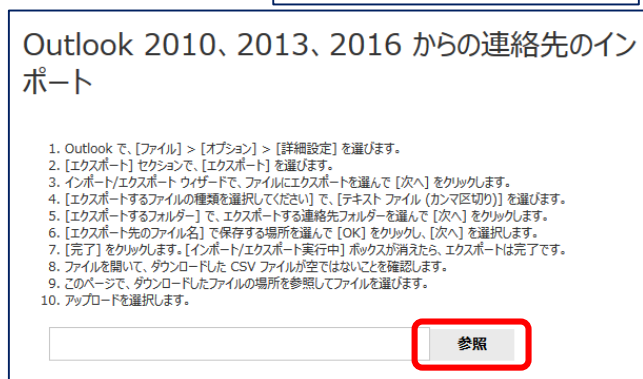 Outlook 2010、2013、2016 からの連絡先のイン
ポート
1. Outlook で、[ファイル] > [オプション] > [詳細設定] を選びます。
2. [エクスポート] セクションで、[エクスポート] を選びます。
3. インポート/エクスポート ウィザードで、ファイルにエクスポートを選んで [次へ] をクリックします。
4. [エクスポートするファイルの種類を選択してください] で、[テキスト ファイル (カンマ区切り)] を選びます。
5. [エクスポートするフォルダー] で、エクスポートする連絡先フォルダーを選んで [次へ] をクリックします。
6. [エクスポート先のファイル名] で保存する場所を選んで [OK] をクリックし、[次へ] を選択します。
7. [完了] をクリックします。[インポート/エクスポート実行中] ボックスが消えたら、エクスポートは完了です。
8. ファイルを開いて、ダウンロードした CSV ファイルが空ではないことを確認します。
9. このページで、ダウンロードしたファイルの場所を参照してファイルを選びます。
10. アップロードを選択します。
参照